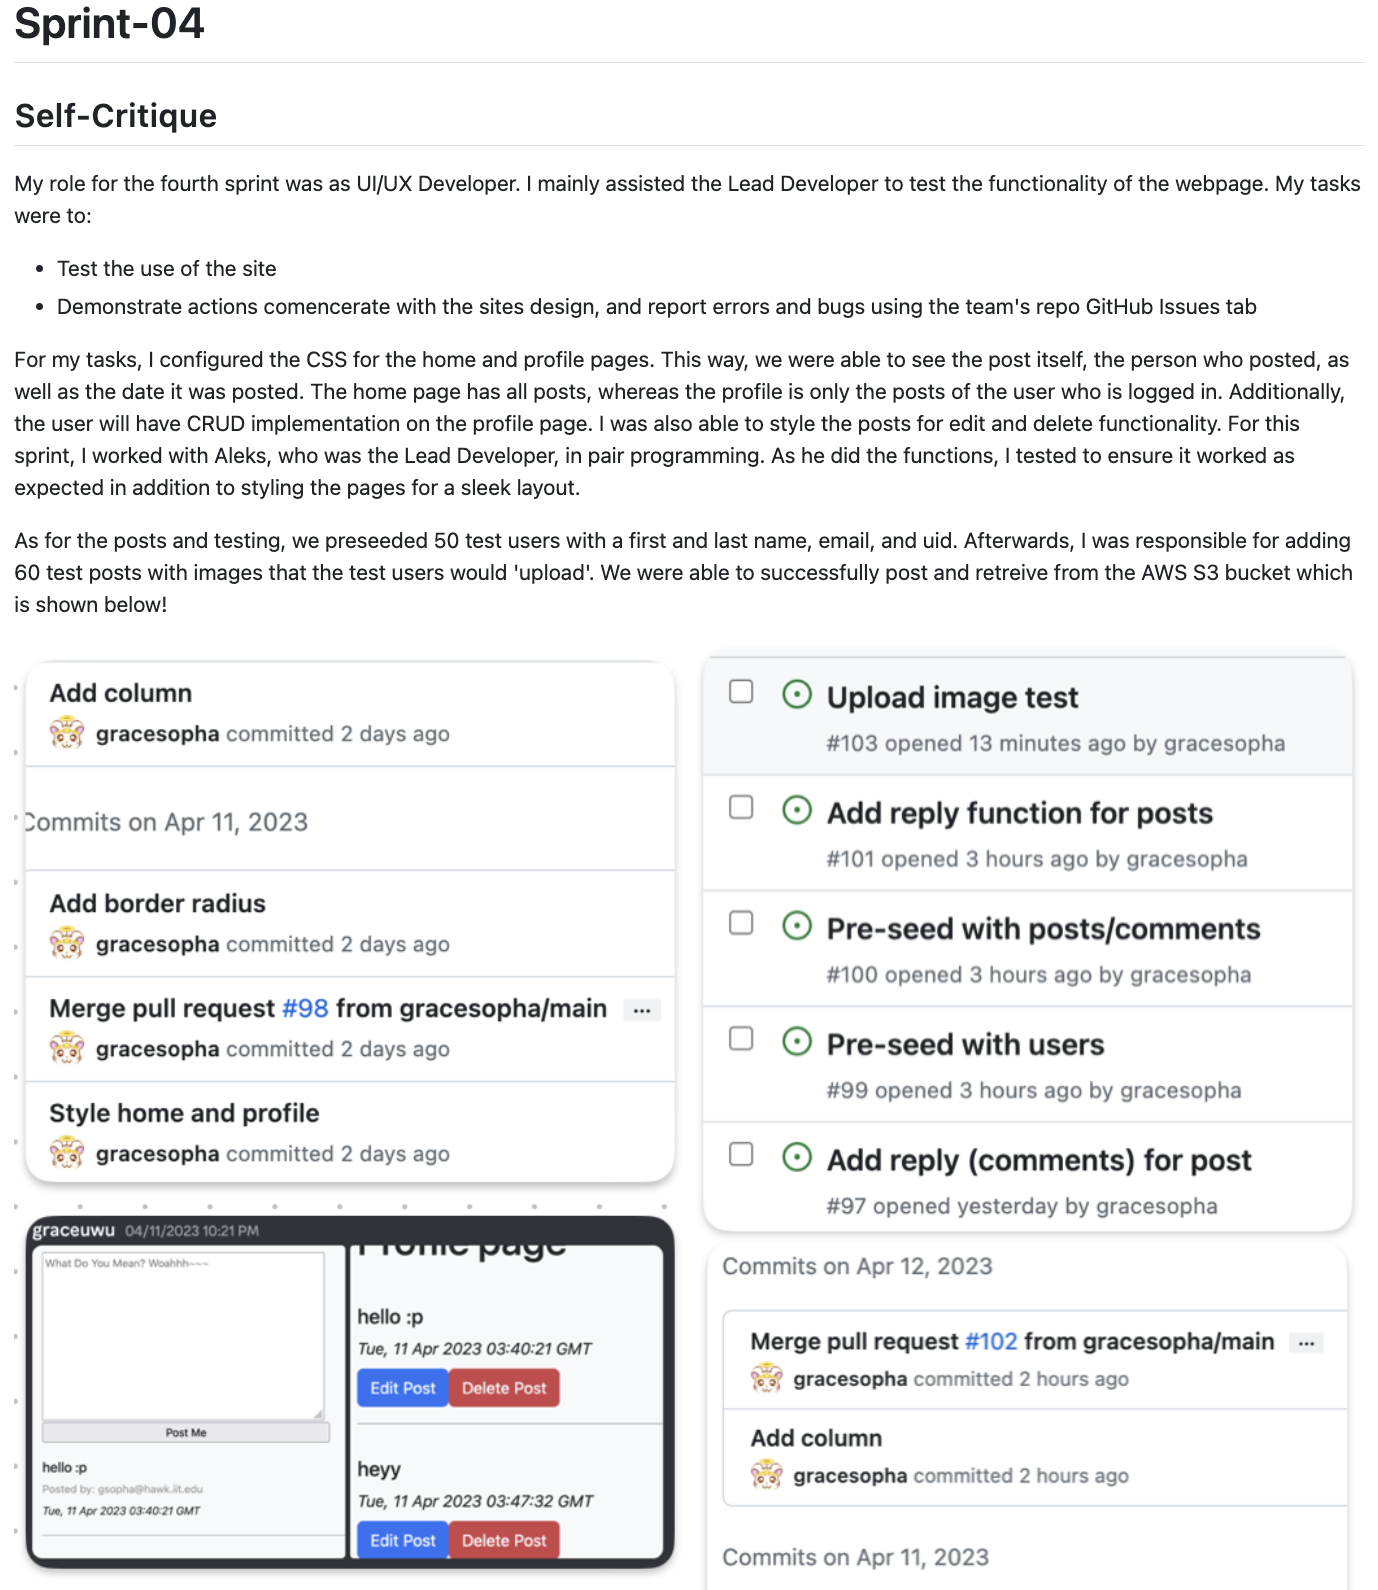 Sprint-04
Self-Critique
My role for the fourth sprint was as UI/UX Developer. I mainly assisted the Lead Developer to test the functionality of the webpage. My tasks
were to:
• Test the use of the site
• Demonstrate actions comencerate with the sites design, and report errors and bugs using the team's repo GitHub Issues tab
For my tasks, I configured the CSS for the home and profile pages. This way, we were able to see the post itself, the person who posted, as
well as the date it was posted. The home page has all posts, whereas the profile is only the posts of the user who is logged in. Additionally,
the user will have CRUD implementation on the profile page. I was also able to style the posts for edit and delete functionality. For this
sprint, I worked with Aleks, who was the Lead Developer, in pair programming. As he did the functions, I tested to ensure it worked as
expected in addition to styling the pages for a sleek layout.
As for the posts and testing, we preseeded 50 test users with a first and last name, email, and uid. Afterwards, I was responsible for adding
60 test posts with images that the test users would 'upload'. We were able to successfully post and retreive from the AWS S3 bucket which
is shown below!
Add column
gracesopha committed 2 days ago
Commits on Apr 11, 2023
Add border radius
gracesopha committed 2 days ago
Merge pull request #98 from gracesopha/main ...
gracesopha committed 2 days ago
Style home and profile
gracesopha committed 2 days ago
Upload image test
#103 opened 13 minutes ago by gracesopha
Add reply function for posts
#101 opened 3 hours ago by gracesopha
Pre-seed with posts/comments
#100 opened 3 hours ago by gracesopha
Pre-seed with users
#99 opened 3 hours ago by gracesopha
Add reply (comments) for post
#97 opened yesterday by gracesopha
graceuwu 04/11/2023 10:21 PM
What Do You Mean? Woahhh~~~
Post Me
hello :p
Posted by: gsopha@hawk.iit.edu
Tue, 11 Apr 2023 03:40:21 GMT
Profile page
hello :p
Tue, 11 Apr 2023 03:40:21 GMT
Edit Post Delete Post
heyy
Tue, 11 Apr 2023 03:47:32 GMT
Edit Post Delete Post
Commits on Apr 12, 2023
Merge pull request #102 from gracesopha/main ...
gracesopha committed 2 hours ago
Add column
gracesopha committed 2 hours ago
Commits on Apr 11, 2023